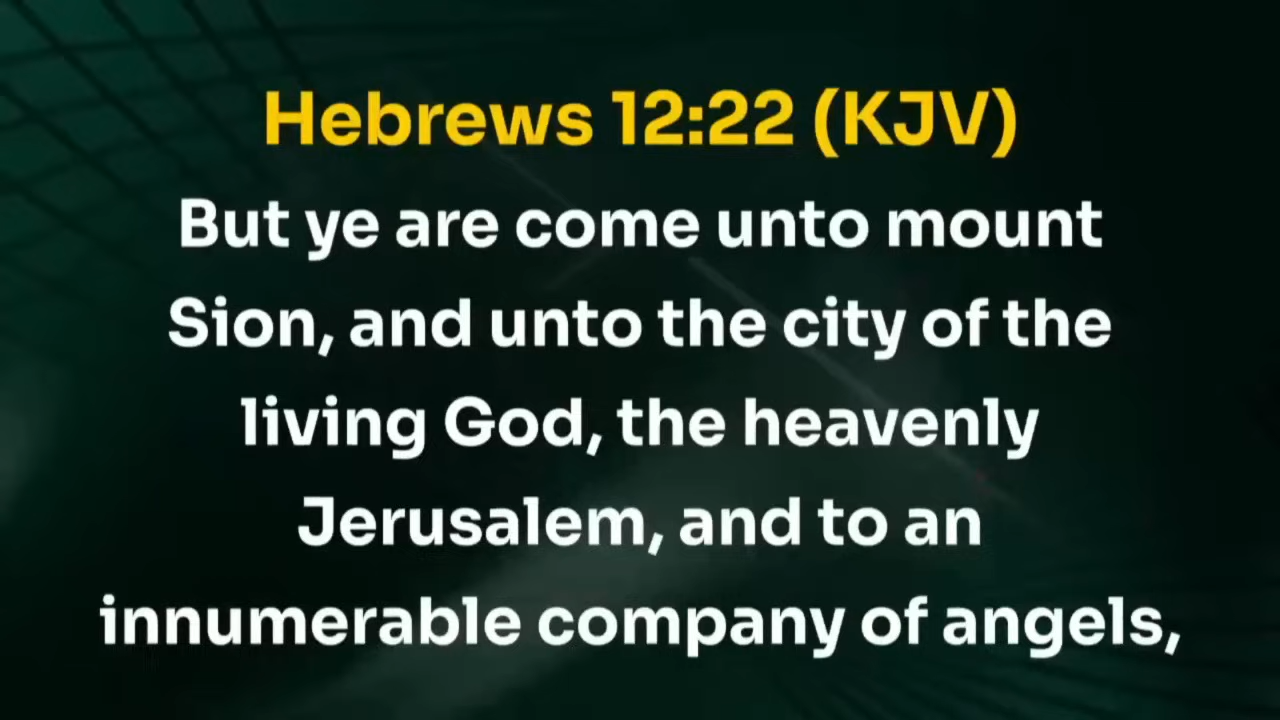 Hebrews 12:22 (KJV)
But ye are come unto mount
Sion, and unto the city of the
living God, the heavenly
Jerusalem, and to an
innumerable company of angels,